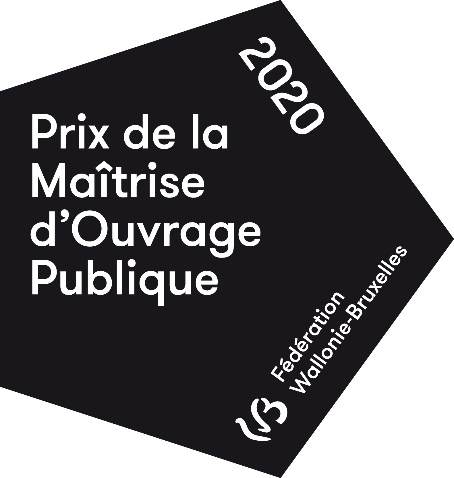 2020
Prix de la
Maîtrise
d'Ouvrage
Publique
Fédération
Wallonie-Bruxelles